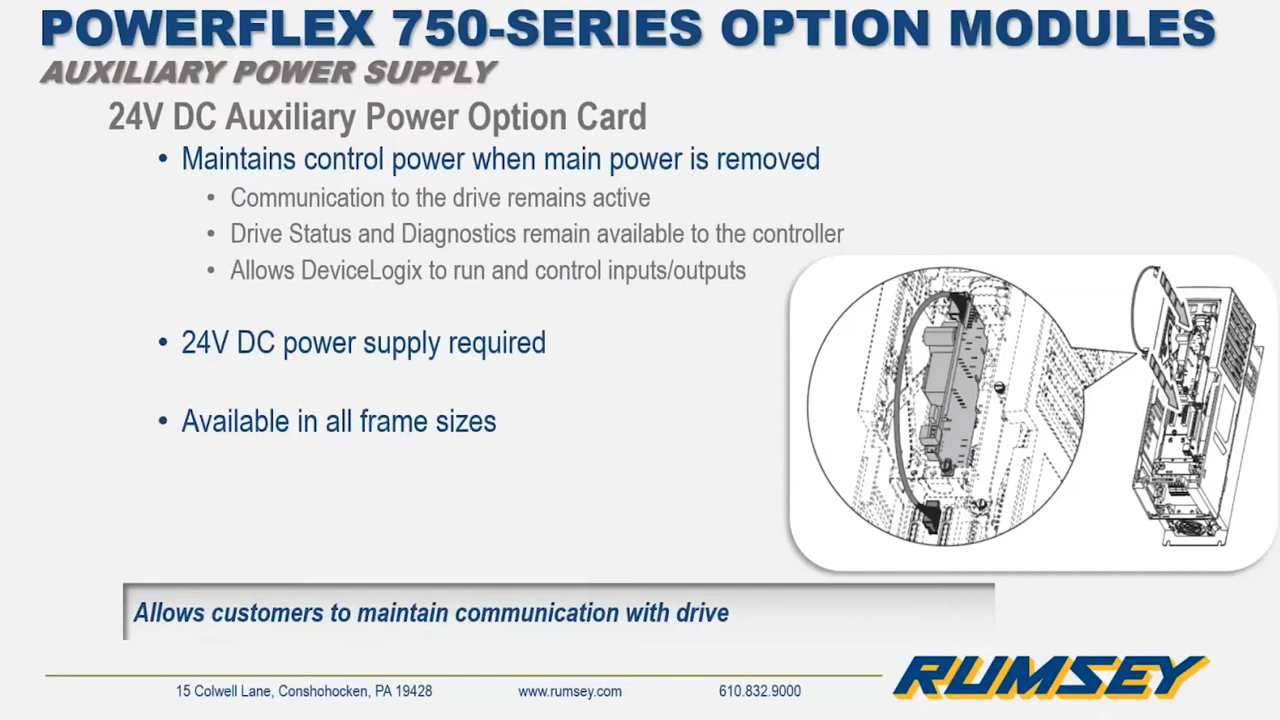 POWERFLEX 750-SERIES OPTION MODULES
AUXILIARY POWER SUPPLY
24V DC Auxiliary Power Option Card
• Maintains control power when main power is removed
• Communication to the drive remains active
• Drive Status and Diagnostics remain available to the controller
• Allows DeviceLogix to run and control inputs/outputs
• 24V DC power supply required
• Available in all frame sizes
Allows customers to maintain communication with drive
15 Colwell Lane, Conshohocken, PA 19428 www.rumsey.com 610.832.9000
RUMSEY